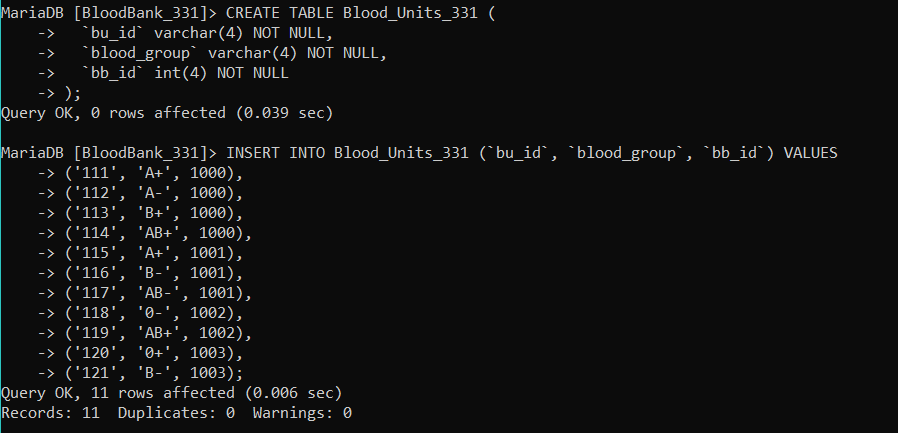 MariaDB [BloodBank_331]> CREATE TABLE Blood_Units_331 (
    ->   `bu_id` varchar(4) NOT NULL,
    ->   `blood_group` varchar(4) NOT NULL,
    ->   `bb_id` int(4) NOT NULL
    -> );
Query OK, 0 rows affected (0.039 sec)

MariaDB [BloodBank_331]> INSERT INTO Blood_Units_331 (`bu_id`, `blood_group`, `bb_id`) VALUES
    -> ('111', 'A+', 1000),
    -> ('112', 'A-', 1000),
    -> ('113', 'B+', 1000),
    -> ('114', 'AB+', 1000),
    -> ('115', 'A+', 1001),
    -> ('116', 'B-', 1001),
    -> ('117', 'AB-', 1001),
    -> ('118', '0-', 1002),
    -> ('119', 'AB+', 1002),
    -> ('120', '0+', 1003),
    -> ('121', 'B-', 1003);
Query OK, 11 rows affected (0.006 sec)
Records: 11  Duplicates: 0  Warnings: 0